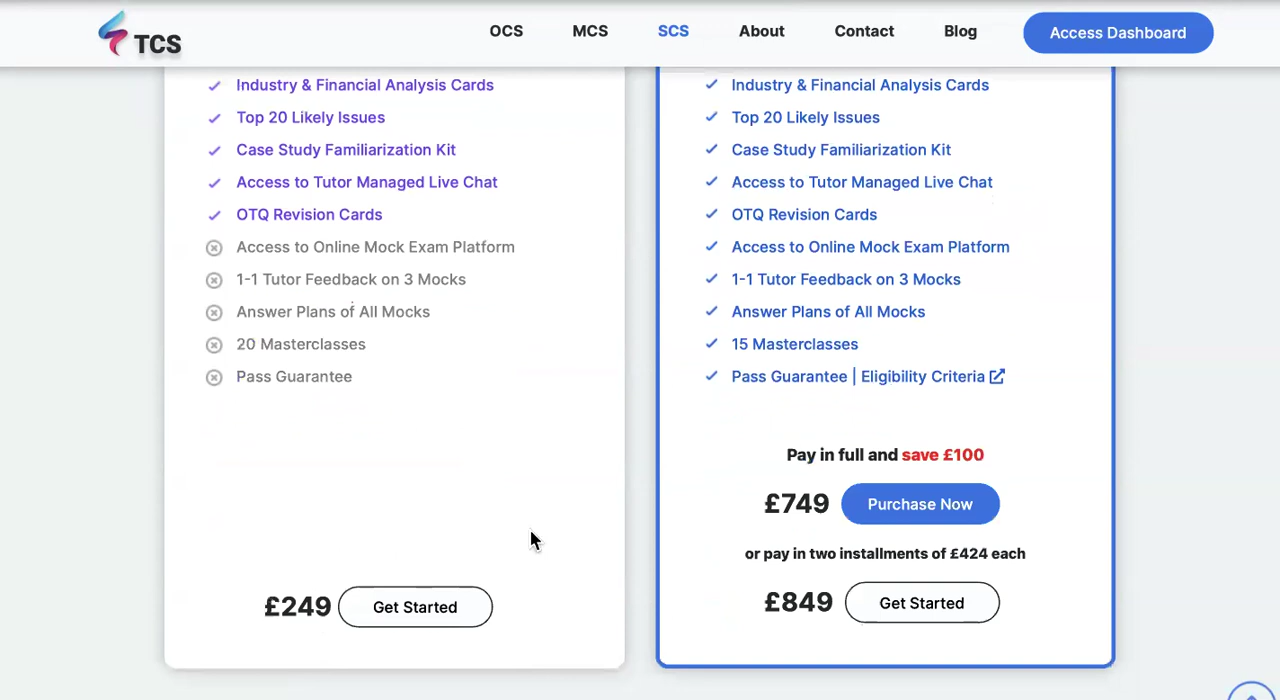 TCS
OCS MCS SCS About Contact Blog Access Dashboard
Industry & Financial Analysis Cards
Top 20 Likely Issues
Case Study Familiarization Kit
Access to Tutor Managed Live Chat
OTQ Revision Cards
Access to Online Mock Exam Platform
1-1 Tutor Feedback on 3 Mocks
Answer Plans of All Mocks
20 Masterclasses
Pass Guarantee
£249 Get Started
Industry & Financial Analysis Cards
Top 20 Likely Issues
Case Study Familiarization Kit
Access to Tutor Managed Live Chat
OTQ Revision Cards
Access to Online Mock Exam Platform
1-1 Tutor Feedback on 3 Mocks
Answer Plans of All Mocks
15 Masterclasses
Pass Guarantee | Eligibility Criteria
Pay in full and save £100
£749 Purchase Now
or pay in two installments of £424 each
£849 Get Started